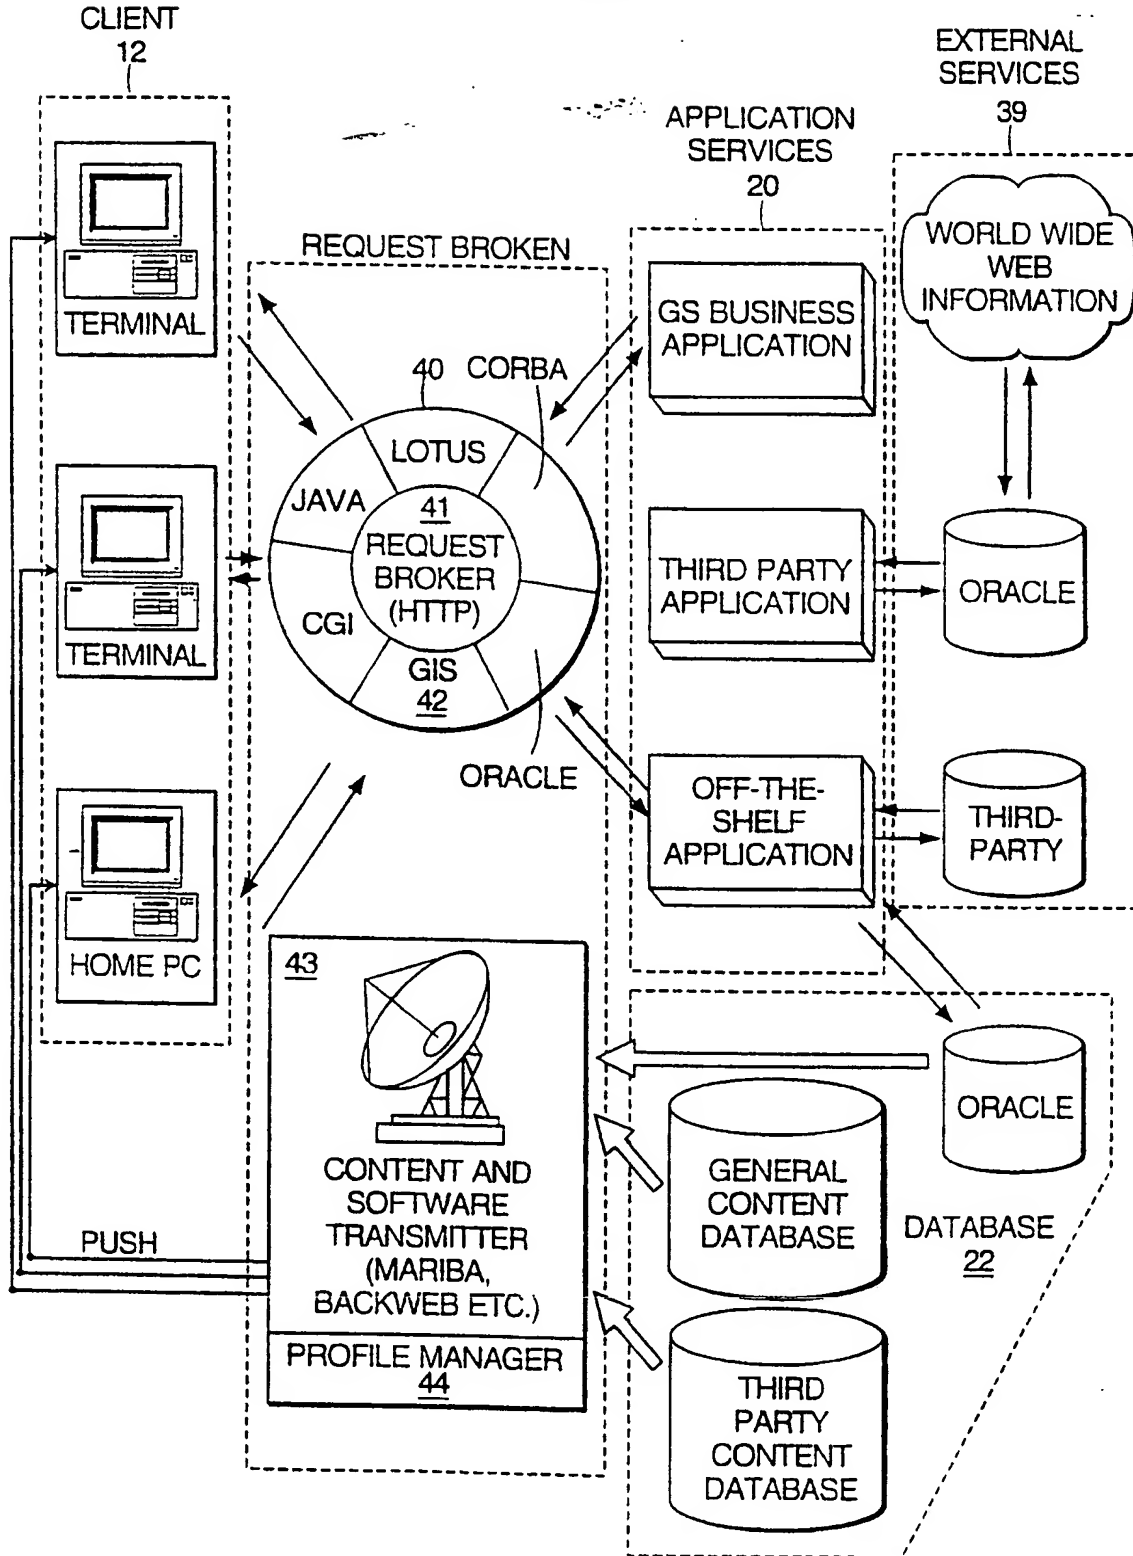 CLIENT
12
EXTERNAL
SERVICES
39
APPLICATION
SERVICES
20
REQUEST BROKEN
TERMINAL
TERMINAL
HOME PC
40
CORBA
LOTUS
JAVA
41
REQUEST
BROKER
(HTTP)
CGI
GIS
42
ORACLE
GS BUSINESS
APPLICATION
THIRD PARTY
APPLICATION
OFF-THE-
SHELF
APPLICATION
WORLD WIDE
WEB
INFORMATION
ORACLE
THIRD-
PARTY
43
CONTENT AND
SOFTWARE
TRANSMITTER
(MARIBA,
BACKWEB ETC.)
PROFILE MANAGER
44
PUSH
ORACLE
GENERAL
CONTENT
DATABASE
DATABASE
22
THIRD
PARTY
CONTENT
DATABASE